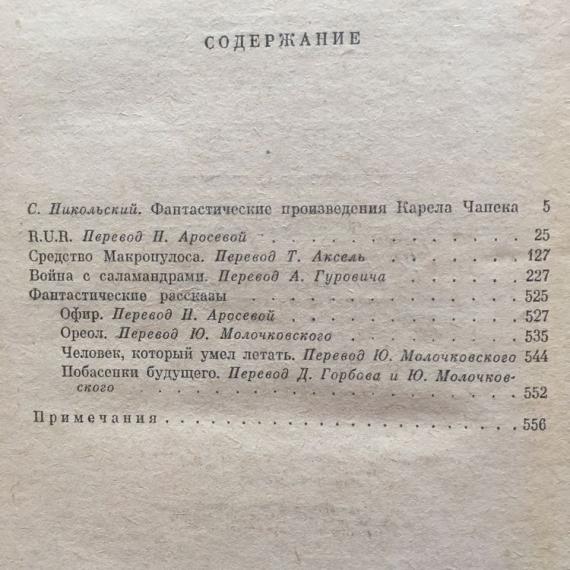 СОДЕРЖАНИЕ
С. Никольский. Фантастические произведения Карела Чапека 5
R.U.R. Перевод Н. Аросевой . . . . . . . . . . . . . 25
Средство Макропулоса. Перевод Т. Аксель . . . . . . . 127
Война с саламандрами. Перевод А. Гуровича . . . . . . 227
Фантастические рассказы . . . . . . . . . . . . . . . 525
Офир. Перевод Н. Аросевой . . . . . . . . . . . . 527
Ореол. Перевод Ю. Молочковского . . . . . . . . . 535
Человек, который умел летать. Перевод Ю. Молочковского 544
Побасенки будущего. Перевод Д. Горбова и Ю. Молочков-
ского . . . . . . . . . . . . . . . . . . . . 552
Примечания . . . . . . . . . . . . . . . . . . . . . 556